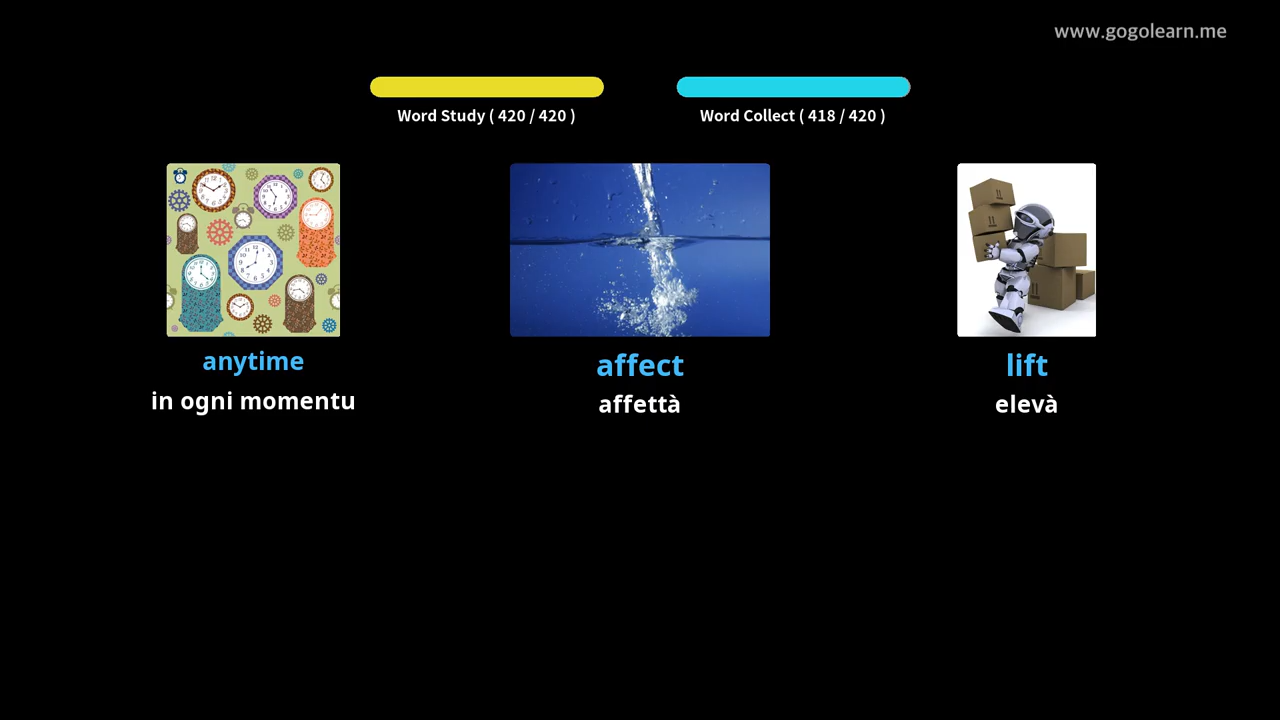 www.gogolearn.me
Word Study ( 420 / 420 )
Word Collect ( 418 / 420 )
anytime
in ogni momentu
affect
affettà
lift
elevà